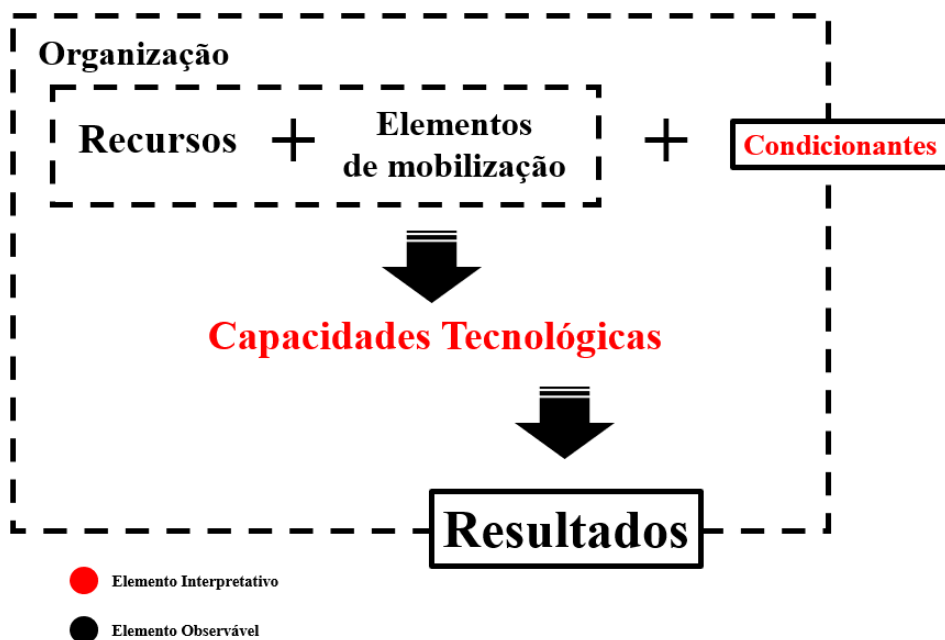 Organização
Recursos + Elementos
de mobilização + Condicionantes
Capacidades Tecnológicas
Resultados
Elemento Interpretativo
Elemento Observável